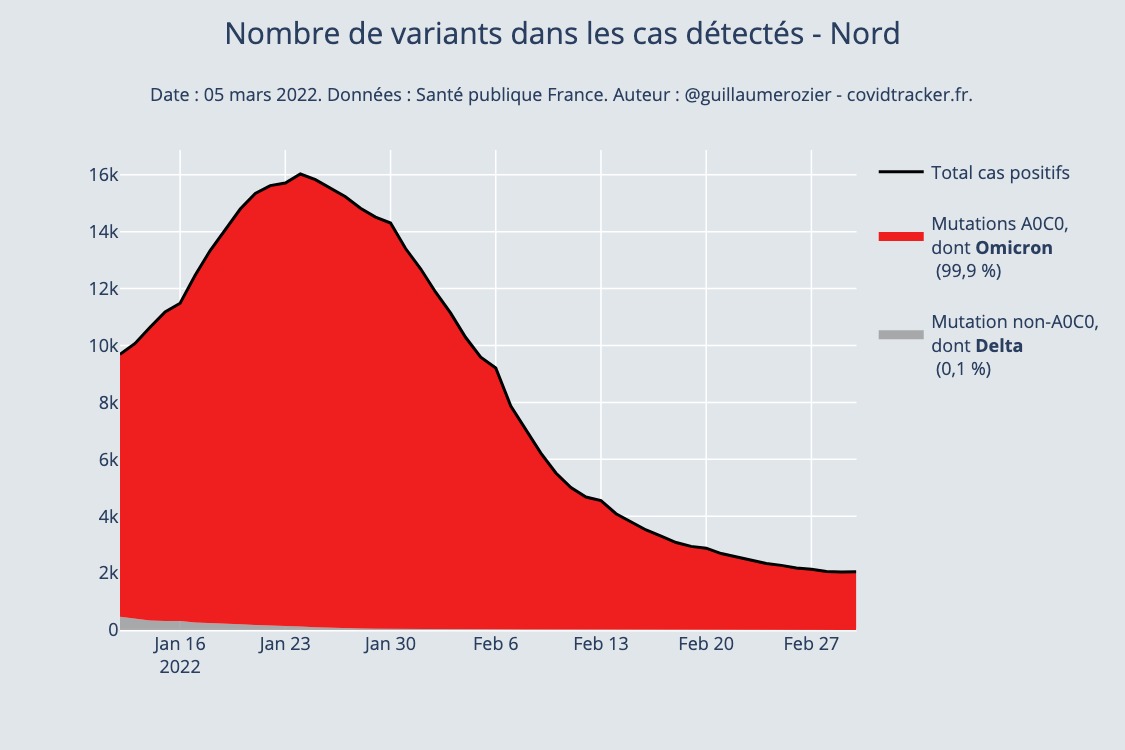 Nombre de variants dans les cas détectés - Nord
Date : 05 mars 2022. Données : Santé publique France. Auteur : @guillaumerozier - covidtracker.fr.
16k
14k
12k
10k
8k
6k
4k
2k
0
Jan 16
2022
Jan 23
Jan 30
Feb 6
Feb 13
Feb 20
Feb 27
Total cas positifs
Mutations A0C0,
dont Omicron
(99,9 %)
Mutation non-A0C0,
dont Delta
(0,1 %)